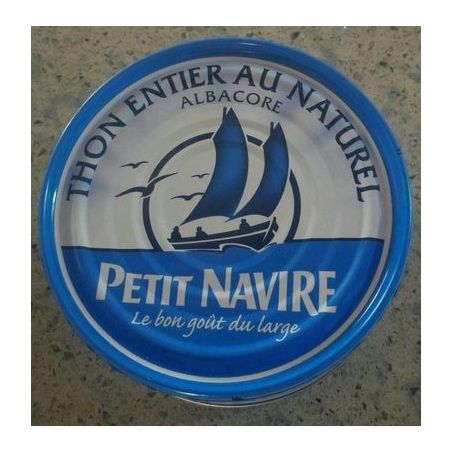 THON ENTIER AU NATUREL
ALBACORE
PETIT NAVIRE
Le bon goût du large